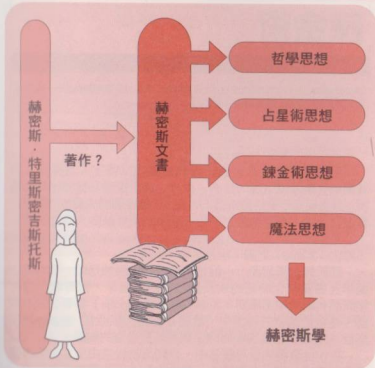 赫密斯・特里斯密吉斯托斯
著作？
赫密斯文書
哲學思想
占星術思想
鍊金術思想
魔法思想
赫密斯學